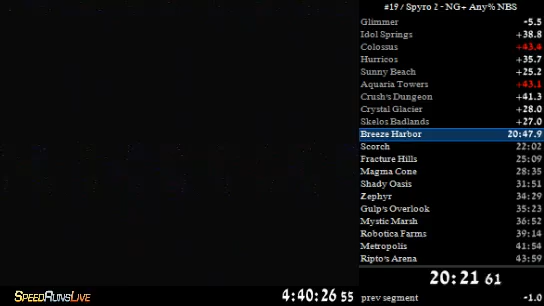 #19 / Spyro 2 - NG+ Any% NBS
Glimmer -5.5
Idol Springs +38.8
Colossus +43.4
Hurricos +35.7
Sunny Beach +25.2
Aquaria Towers +43.1
Crush's Dungeon +41.3
Crystal Glacier +28.0
Skelos Badlands +27.0
Breeze Harbor 20:47.9
Scorch 22:02
Fracture Hills 25:09
Magma Cone 28:35
Shady Oasis 31:51
Zephyr 34:29
Gulp's Overlook 35:23
Mystic Marsh 36:52
Robotica Farms 39:14
Metropolis 41:54
Ripto's Arena 43:59
20:21 61
SpeedRunsLive 4:40:26 55
prev segment -1.0